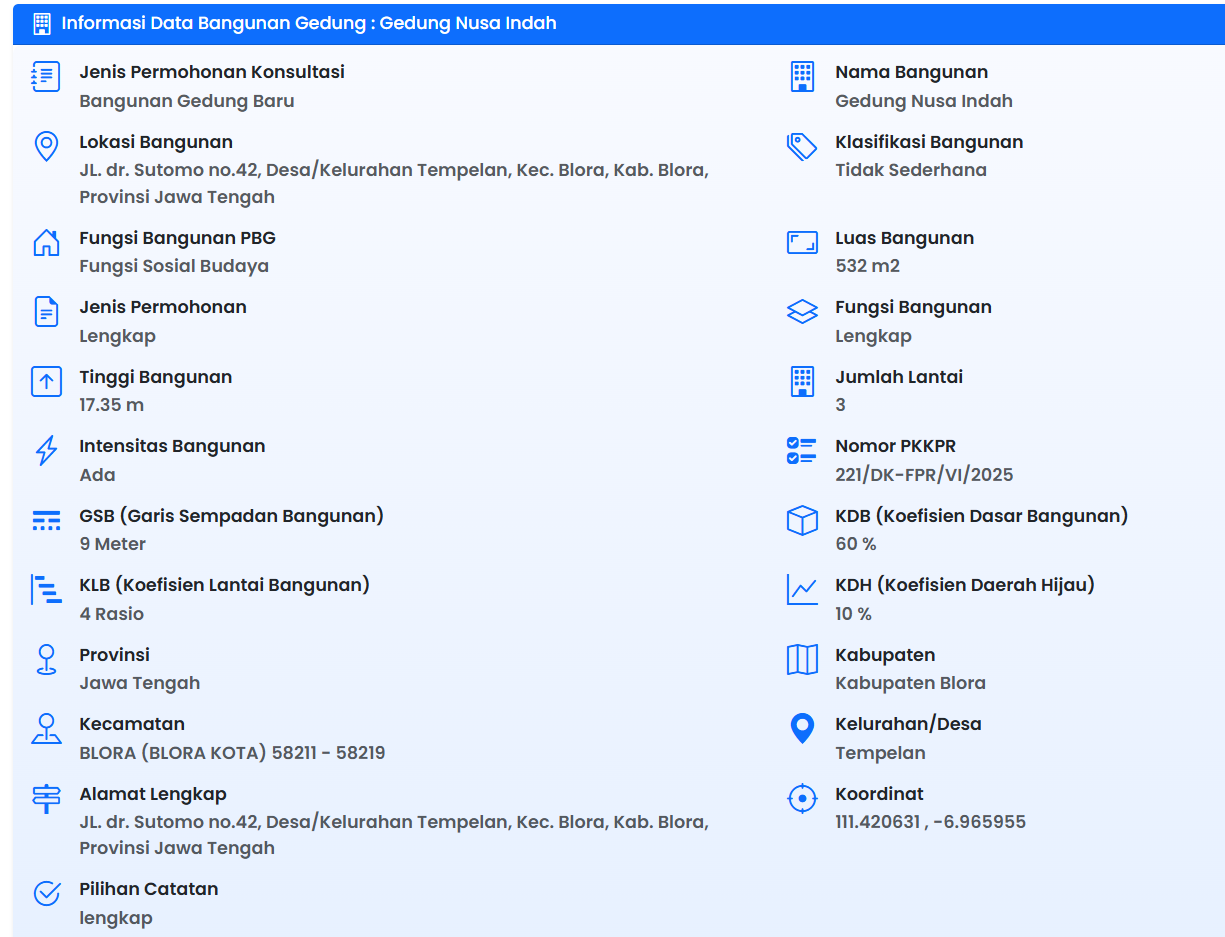 Informasi Data Bangunan Gedung : Gedung Nusa Indah
Jenis Permohonan Konsultasi
Bangunan Gedung Baru
Nama Bangunan
Gedung Nusa Indah
Lokasi Bangunan
JL. dr. Sutomo no.42, Desa/Kelurahan Tempelan, Kec. Blora, Kab. Blora,
Provinsi Jawa Tengah
Klasifikasi Bangunan
Tidak Sederhana
Fungsi Bangunan PBG
Fungsi Sosial Budaya
Luas Bangunan
532 m2
Jenis Permohonan
Lengkap
Fungsi Bangunan
Lengkap
Tinggi Bangunan
17.35 m
Jumlah Lantai
3
Intensitas Bangunan
Ada
Nomor PKKPR
221/DK-FPR/VI/2025
GSB (Garis Sempadan Bangunan)
9 Meter
KDB (Koefisien Dasar Bangunan)
60 %
KLB (Koefisien Lantai Bangunan)
4 Rasio
KDH (Koefisien Daerah Hijau)
10 %
Provinsi
Jawa Tengah
Kabupaten
Kabupaten Blora
Kecamatan
BLORA (BLORA KOTA) 58211 - 58219
Kelurahan/Desa
Tempelan
Alamat Lengkap
JL. dr. Sutomo no.42, Desa/Kelurahan Tempelan, Kec. Blora, Kab. Blora,
Provinsi Jawa Tengah
Koordinat
111.420631 , -6.965955
Pilihan Catatan
lengkap